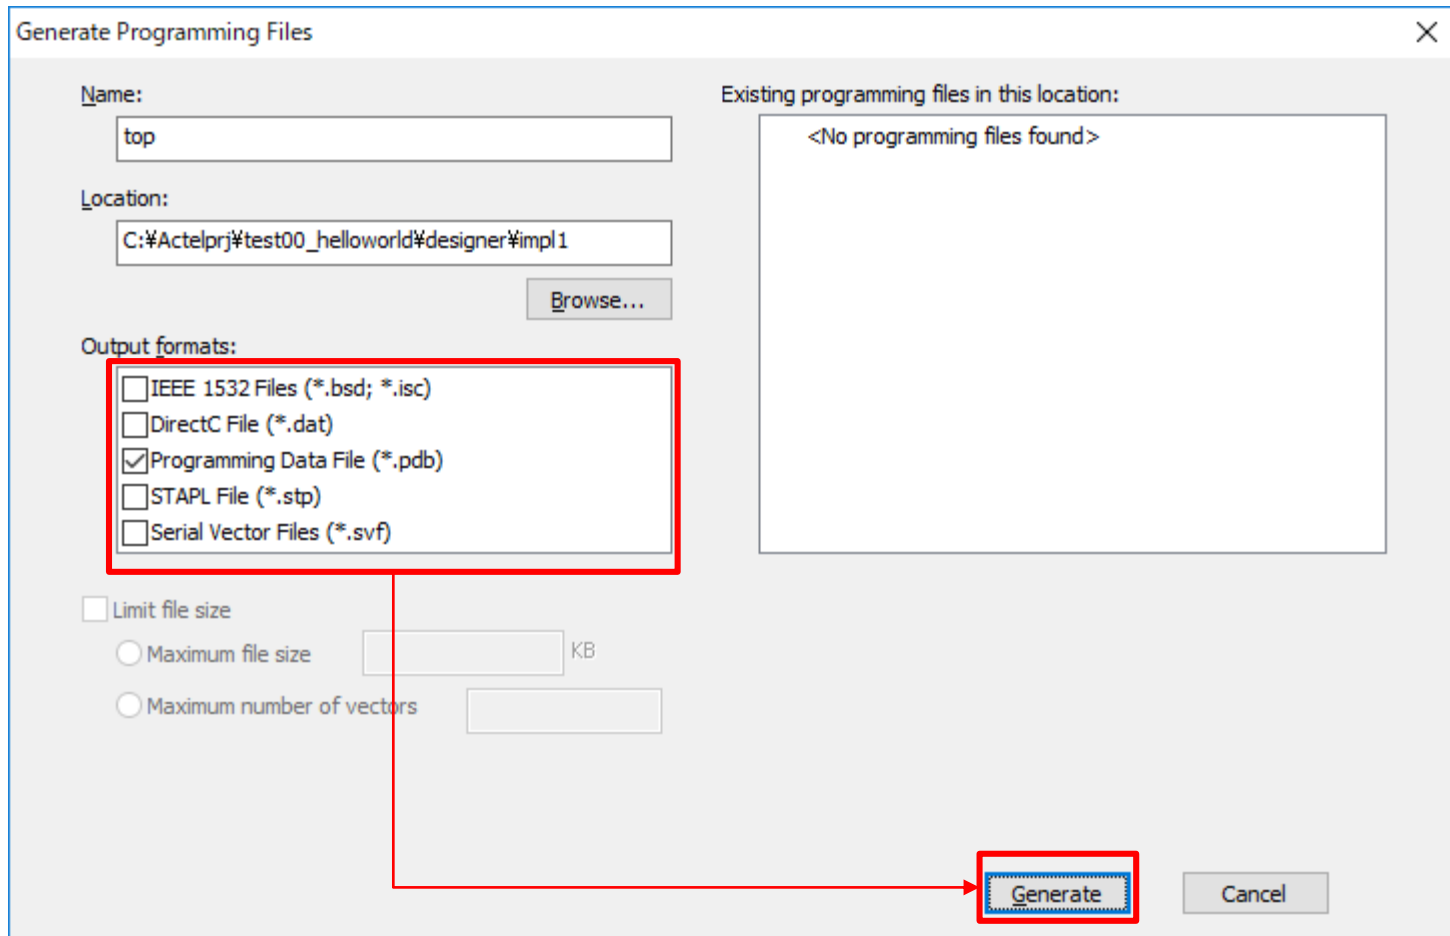 Generate Programming Files
Name:
top
Location:
C:¥Actelprj¥test00_helloworld¥designer¥impl1
Browse...
Output formats:
IEEE 1532 Files (*.bsd; *.isc)
DirectC File (*.dat)
Programming Data File (*.pdb)
STAPL File (*.stp)
Serial Vector Files (*.svf)
Limit file size
Maximum file size
KB
Maximum number of vectors
Existing programming files in this location:
<No programming files found>
Generate
Cancel